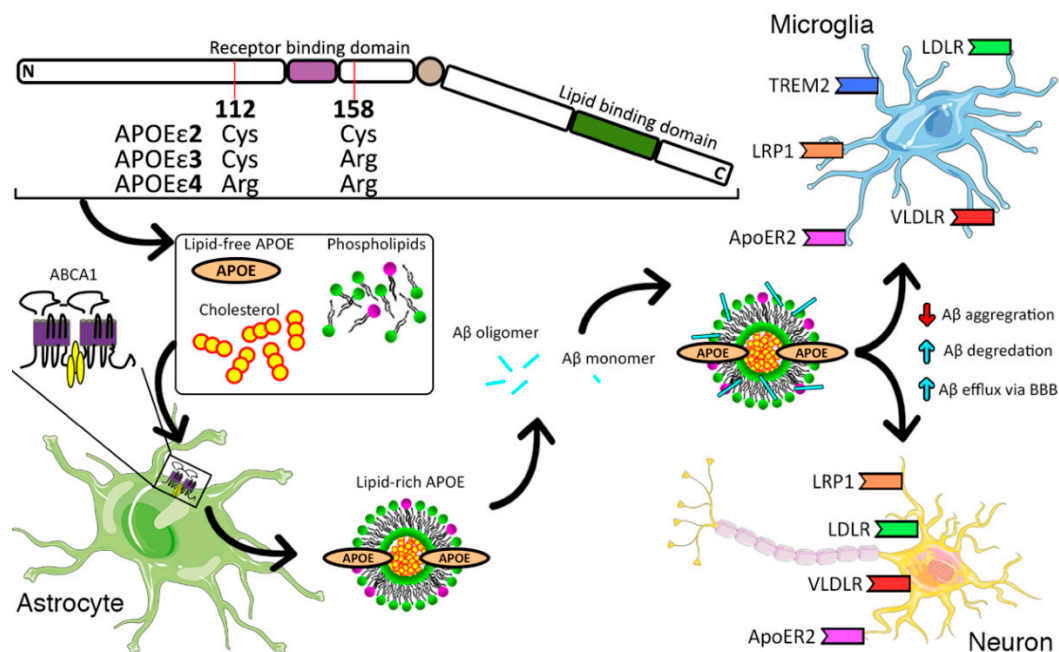 Receptor binding domain
N
112 158
APOEε2 Cys Cys
APOEε3 Cys Arg
APOEε4 Arg Arg
Lipid binding domain
C
Microglia
LDLR
TREM2
LRP1
VLDLR
ApoER2
ABCA1
Lipid-free APOE
APOE
Phospholipids
Cholesterol
Aβ oligomer
Aβ monomer
APOE APOE
Aβ aggregration
Aβ degredation
Aβ efflux via BBB
Lipid-rich APOE
APOE APOE
Astrocyte
LRP1
LDLR
VLDLR
ApoER2
Neuron